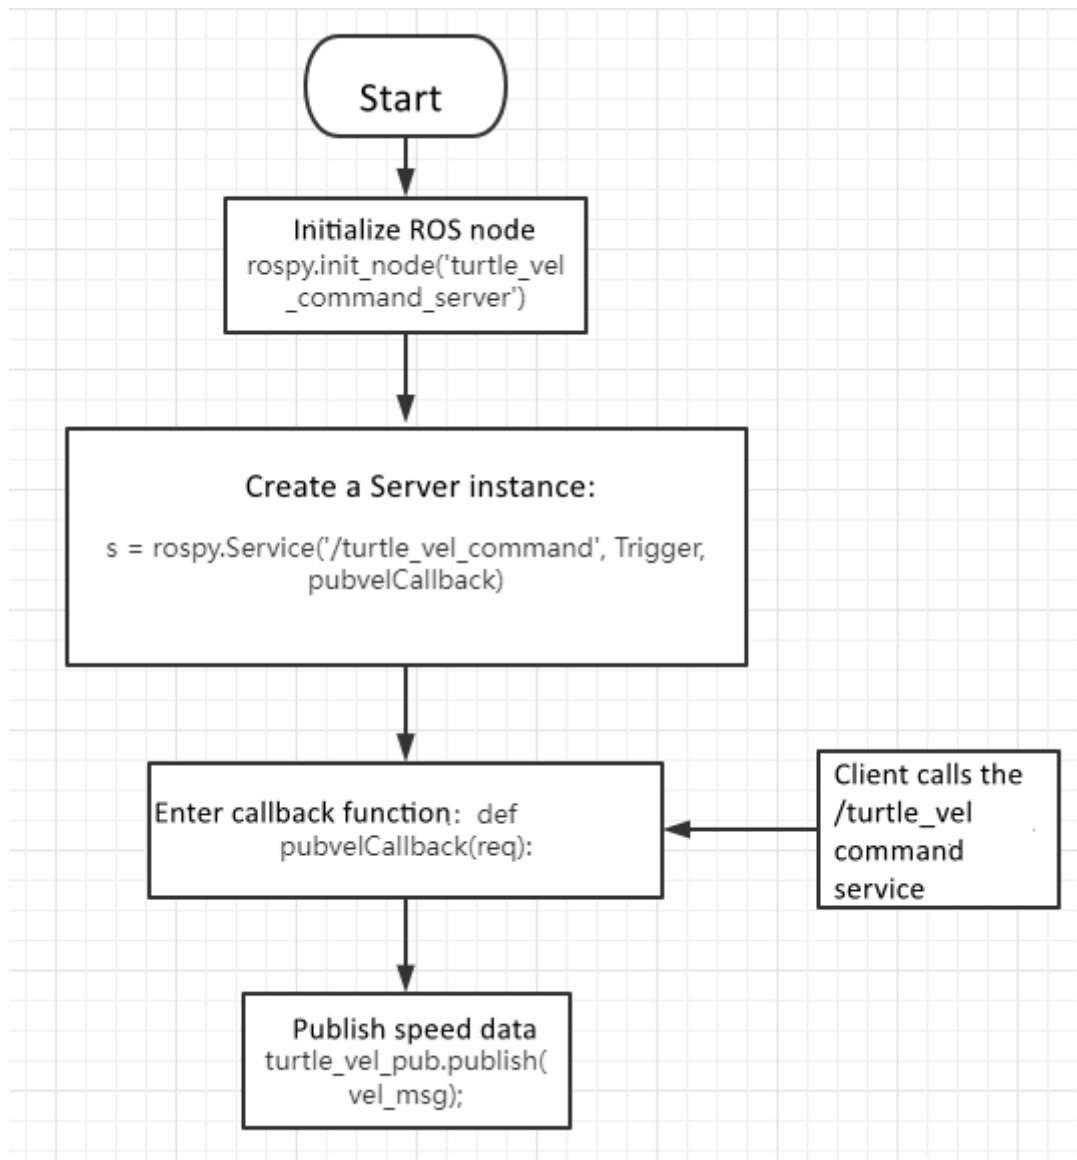 Start
Initialize ROS node
rospy.init_node('turtle_vel
_command_server')
Create a Server instance:
s = rospy.Service('/turtle_vel_command', Trigger,
pubvelCallback)
Enter callback function: def
pubvelCallback(req):
Client calls the
/turtle_vel
command
service
Publish speed data
turtle_vel_pub.publish(
vel_msg);